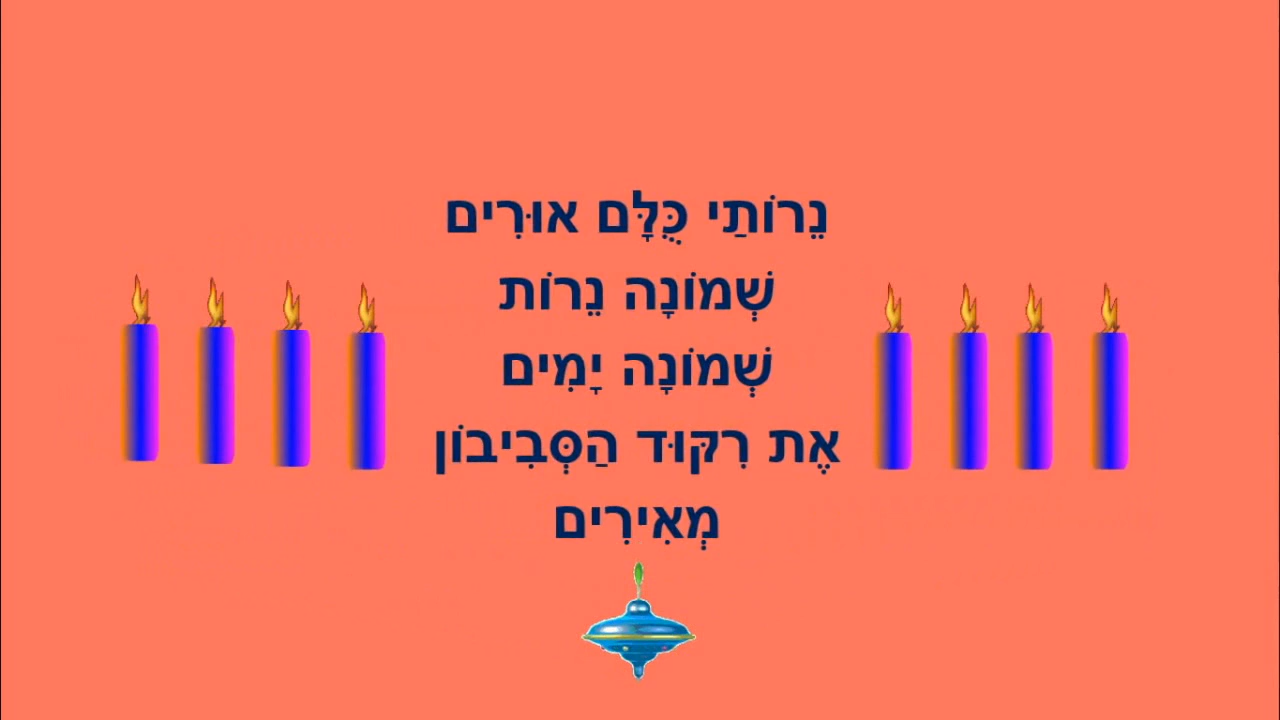 נֵרוֹתַי כֻּלָּם אוּרִים
שְׁמוֹנָה נֵרוֹת
שְׁמוֹנָה יָמִים
אֶת רִקּוּד הַסְּבִיבוֹן
מְאִירִים